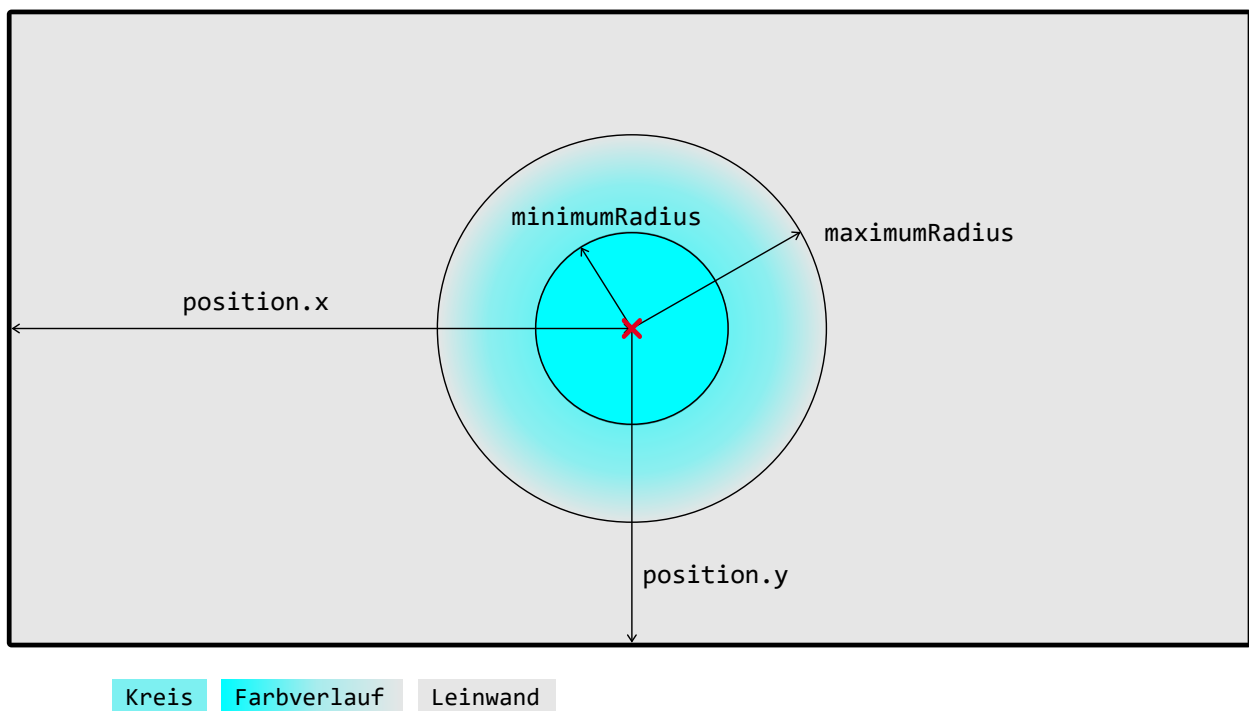 minimumRadius
maximumRadius
position.x
position.y
Kreis Farbverlauf Leinwand